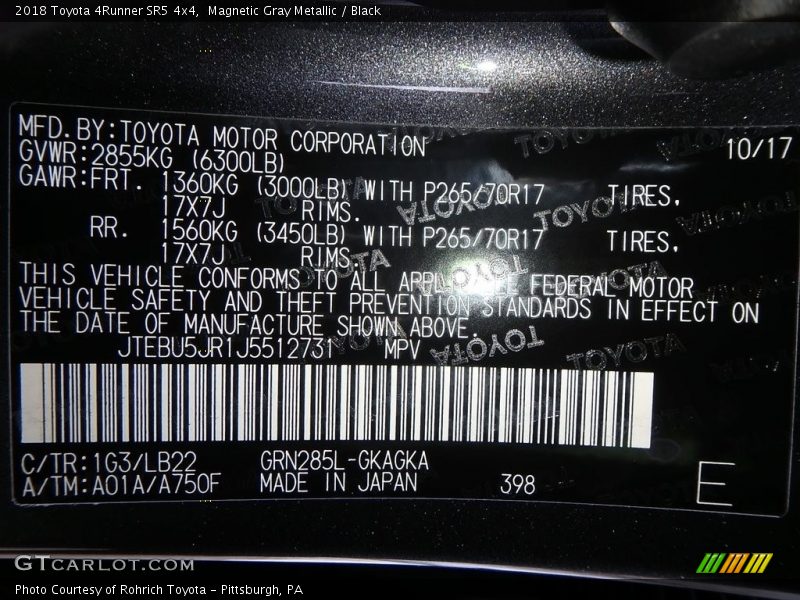 2018 Toyota 4Runner SR5 4x4, Magnetic Gray Metallic / Black
MFD.BY:TOYOTA MOTOR CORPORATION 10/17
GVWR:2855KG (6300LB)
GAWR:FRT. 1360KG (3000LB) WITH P265/70R17 TIRES,
17X7J RIMS.
RR. 1560KG (3450LB) WITH P265/70R17 TIRES,
17X7J RIMS.
THIS VEHICLE CONFORMS TO ALL FEDERAL MOTOR
VEHICLE SAFETY AND THEFT PREVENTION STANDARDS IN EFFECT ON
THE DATE OF MANUFACTURE SHOWN ABOVE.
JTEBU5JR1J5512731 MPV
C/TR:1G3/LB22 GRN285L-GKAGKA
A/TM:A01A/A750F MADE IN JAPAN 398 E
GTCARLOT.COM
Photo Courtesy of Rohrich Toyota - Pittsburgh, PA